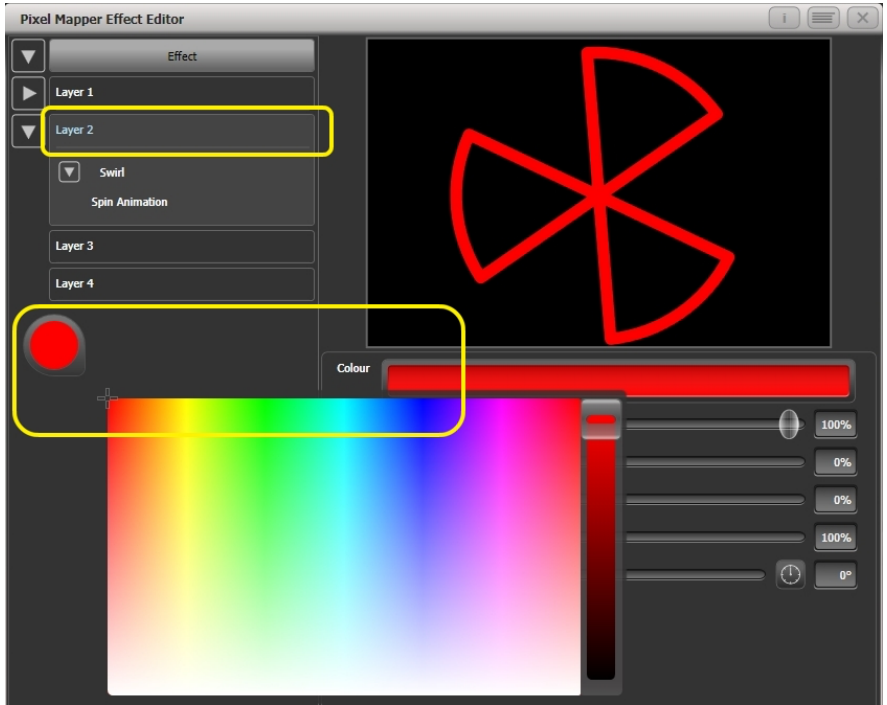 Pixel Mapper Effect Editor
i
Effect
Layer 1
Layer 2
Swirl
Spin Animation
Layer 3
Layer 4
Colour
100%
0%
0%
100%
0°